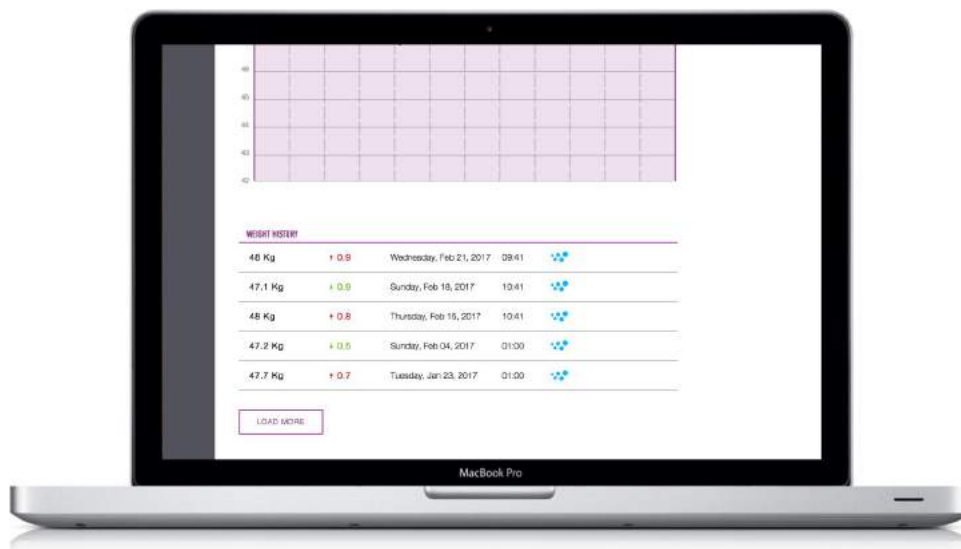 46
45
44
43
42
WEIGHT HISTORY
48 Kg ↑ 0.9 Wednesday, Feb 21, 2017 09:41
47.1 Kg ↓ 0.9 Sunday, Feb 18, 2017 10:41
48 Kg ↑ 0.8 Thursday, Feb 15, 2017 10:41
47.2 Kg ↓ 0.5 Sunday, Feb 04, 2017 01:00
47.7 Kg ↑ 0.7 Tuesday, Jan 23, 2017 01:00
LOAD MORE
MacBook Pro